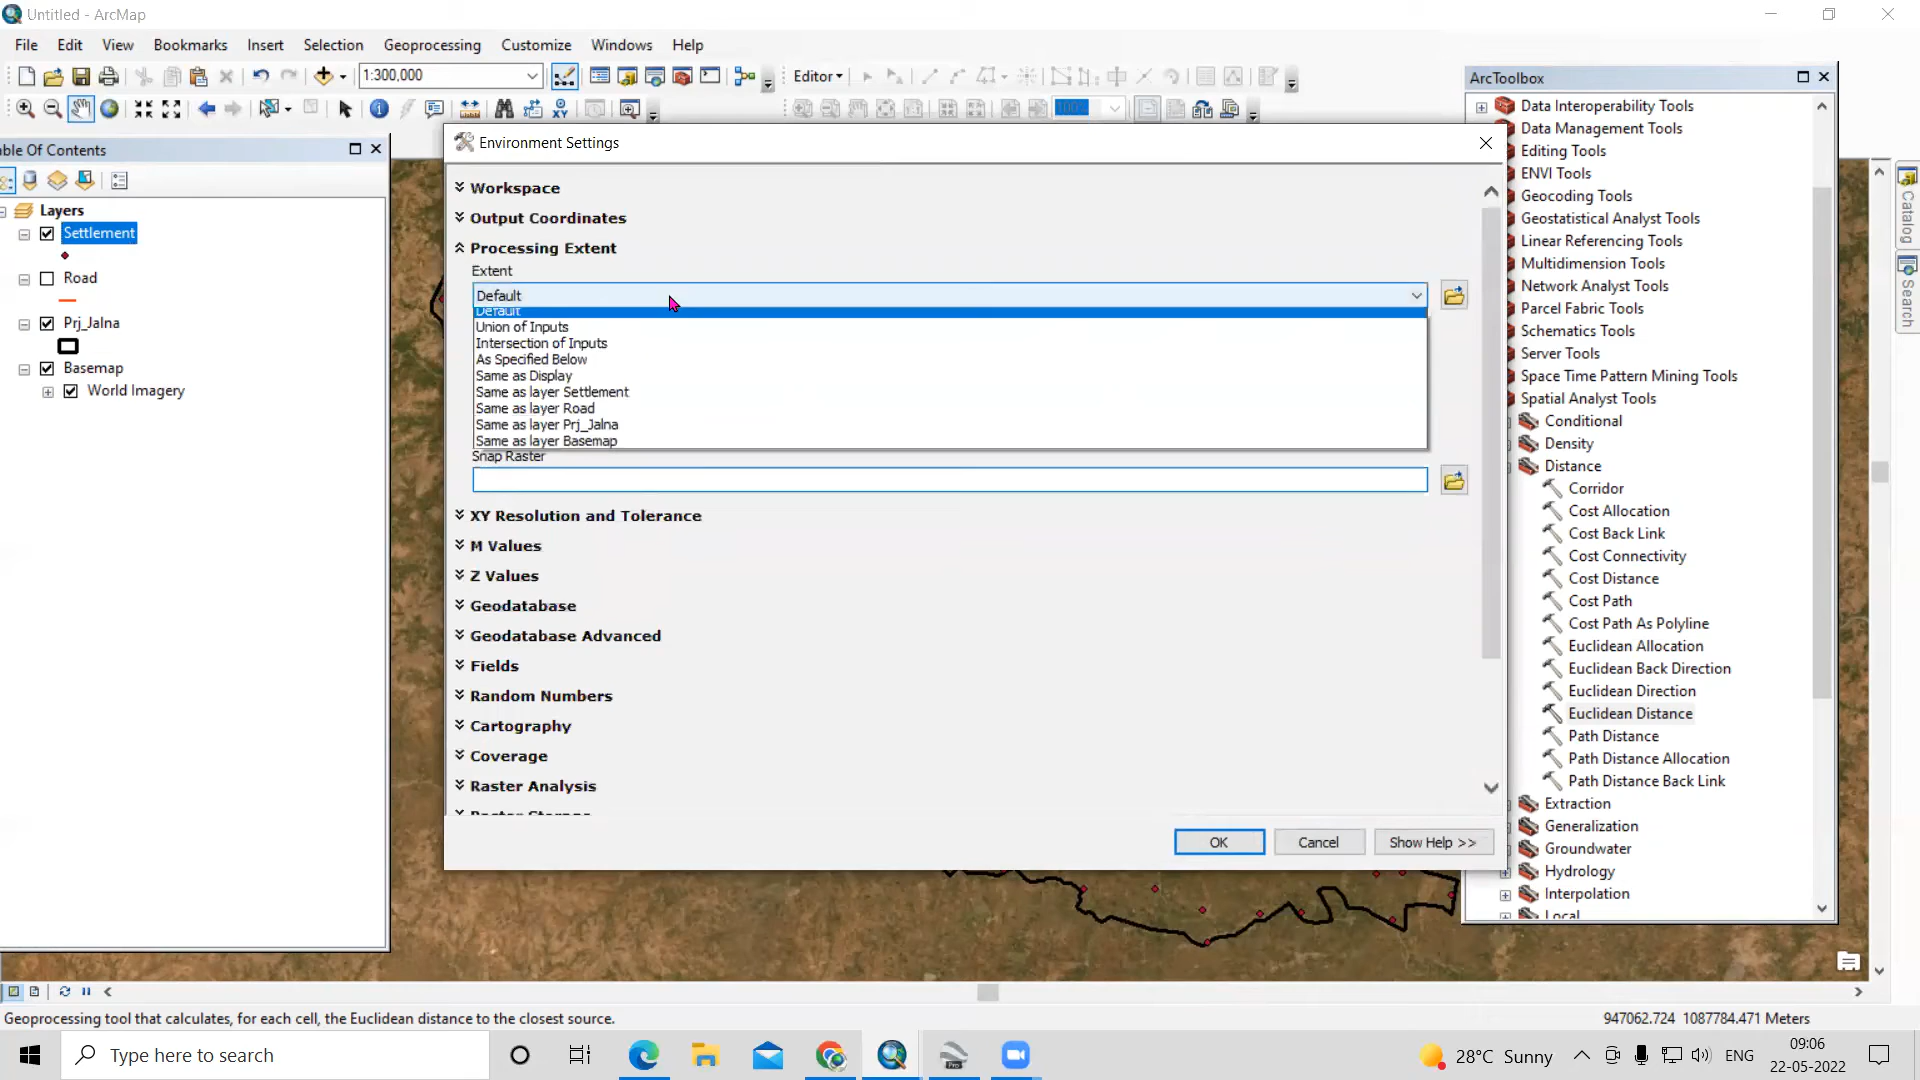 Untitled - ArcMap
File Edit View Bookmarks Insert Selection Geoprocessing Customize Windows Help
1:300,000
Editor
100%
ArcToolbox
Data Interoperability Tools
Data Management Tools
Editing Tools
ENVI Tools
Geocoding Tools
Geostatistical Analyst Tools
Linear Referencing Tools
Multidimension Tools
Network Analyst Tools
Parcel Fabric Tools
Schematics Tools
Server Tools
Space Time Pattern Mining Tools
Spatial Analyst Tools
Conditional
Density
Distance
Corridor
Cost Allocation
Cost Back Link
Cost Connectivity
Cost Distance
Cost Path
Cost Path As Polyline
Euclidean Allocation
Euclidean Back Direction
Euclidean Direction
Euclidean Distance
Path Distance
Path Distance Allocation
Path Distance Back Link
Extraction
Generalization
Groundwater
Hydrology
Interpolation
Local
Catalog
Search
ble Of Contents
Layers
Settlement
Road
Prj_Jalna
Basemap
World Imagery
Environment Settings
Workspace
Output Coordinates
Processing Extent
Extent
Default
Default
Union of Inputs
Intersection of Inputs
As Specified Below
Same as Display
Same as layer Settlement
Same as layer Road
Same as layer Prj_Jalna
Same as layer Basemap
Snap Raster
XY Resolution and Tolerance
M Values
Z Values
Geodatabase
Geodatabase Advanced
Fields
Random Numbers
Cartography
Coverage
Raster Analysis
Raster Storage
OK Cancel Show Help >>
Geoprocessing tool that calculates, for each cell, the Euclidean distance to the closest source.
947062.724 1087784.471 Meters
Type here to search
Pro
28°C Sunny
ENG
09:06
22-05-2022